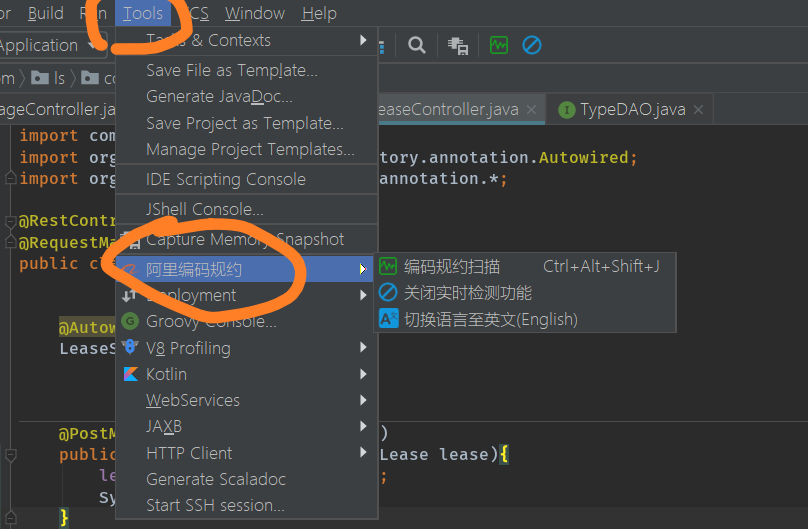 or Build Run Tools VCS Window Help
Application
om ls co
ageController.ja easeController.java TypeDAO.java
Tasks & Contexts
Save File as Template...
Generate JavaDoc...
Save Project as Template...
Manage Project Templates...
IDE Scripting Console
JShell Console...
Capture Memory Snapshot
阿里编码规约
Deployment
Groovy Console...
V8 Profiling
Kotlin
WebServices
JAXB
HTTP Client
Generate Scaladoc
Start SSH session...
编码规约扫描 Ctrl+Alt+Shift+J
关闭实时检测功能
切换语言至英文(English)
import com
import org tory.annotation.Autowired;
import org annotation.*;
@RestContr
@RequestMa
public c
@Autow
LeaseS
@PostM )
public Lease lease){
le ;
Sy
}